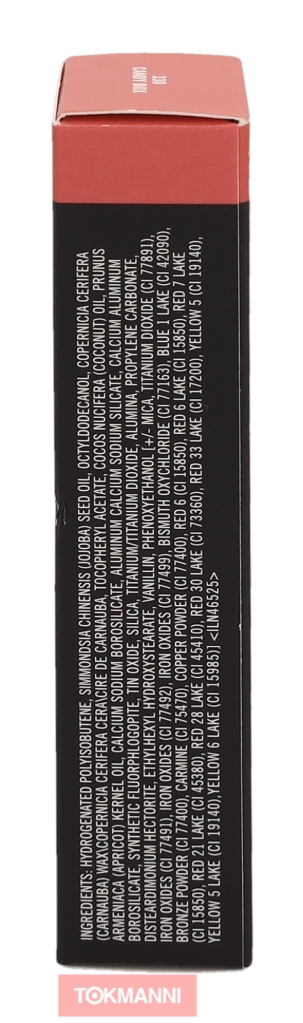 330
CANDY BOX
INGREDIENTS: HYDROGENATED POLYISOBUTENE, SIMMONDSIA CHINENSIS (JOJOBA) SEED OIL, OCTYLDODECANOL, COPERNICIA CERIFERA
(CARNAUBA) WAX(COPERNICIA CERIFERA CERA/CIRE DE CARNAUBA, TOCOPHERYL ACETATE, COCOS NUCIFERA (COCONUT) OIL, PRUNUS
ARMENIACA (APRICOT) KERNEL OIL, CALCIUM SODIUM BOROSILICATE, ALUMINUM CALCIUM SODIUM SILICATE, CALCIUM ALUMINUM
BOROSILICATE, SYNTHETIC FLUORPHLOGOPITE, TIN OXIDE, SILICA, TITANIUM/TITANIUM DIOXIDE, ALUMINA, PROPYLENE CARBONATE,
DISTEARDIMONIUM HECTORITE, ETHYLHEXYL HYDROXYSTEARATE, VANILLIN, PHENOXYETHANOL [+/- MICA, TITANIUM DIOXIDE (CI 77891),
IRON OXIDES (CI 77491), IRON OXIDES (CI 77492), IRON OXIDES (CI 77499), BISMUTH OXYCHLORIDE (CI 77163), BLUE 1 LAKE (CI 42090),
BRONZE POWDER (CI 77400), CARMINE (CI 75470), COPPER POWDER (CI 77400), RED 6 (CI 15850), RED 6 LAKE (CI 15850), RED 7 LAKE
(CI 15850), RED 21 LAKE (CI 45380), RED 28 LAKE (CI 45410), RED 30 LAKE (CI 73360), RED 33 LAKE (CI 17200), YELLOW 5 (CI 19140),
YELLOW 5 LAKE (CI 19140),YELLOW 6 LAKE (CI 15985)] <ILN46525>
TOKMANNI